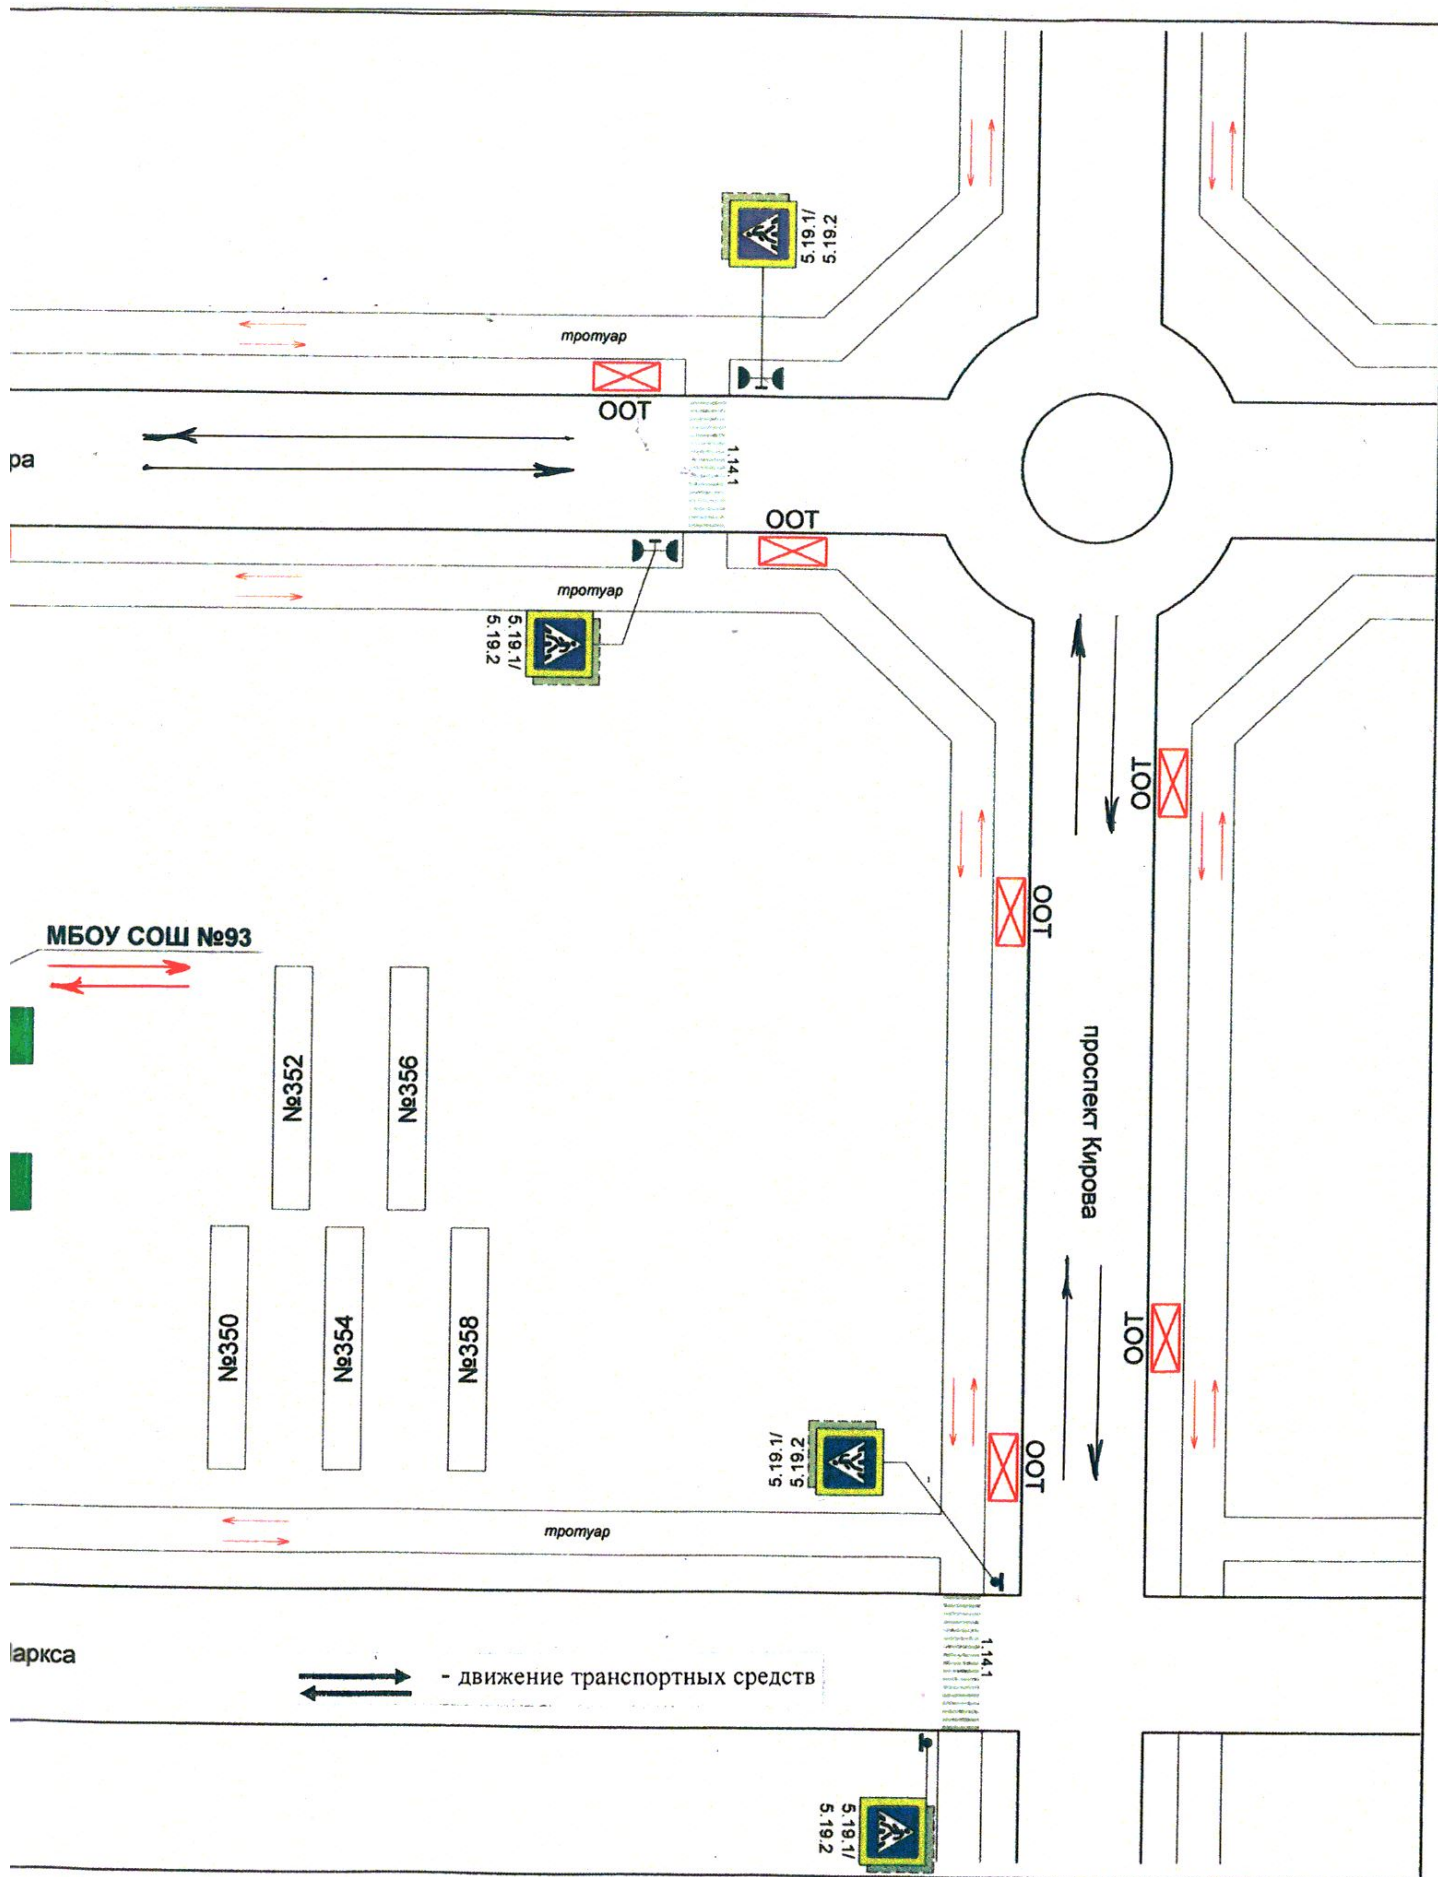 5.19.1/
5.19.2
тротуар
ООТ
1.14.1
ра
ООТ
тротуар
5.19.1/
5.19.2
ООТ
ООТ
МБОУ СОШ №93
№352
№356
проспект Кирова
№350
№354
№358
ООТ
ООТ
5.19.1/
5.19.2
тротуар
1.14.1
аркса
- движение транспортных средств
5.19.1/
5.19.2